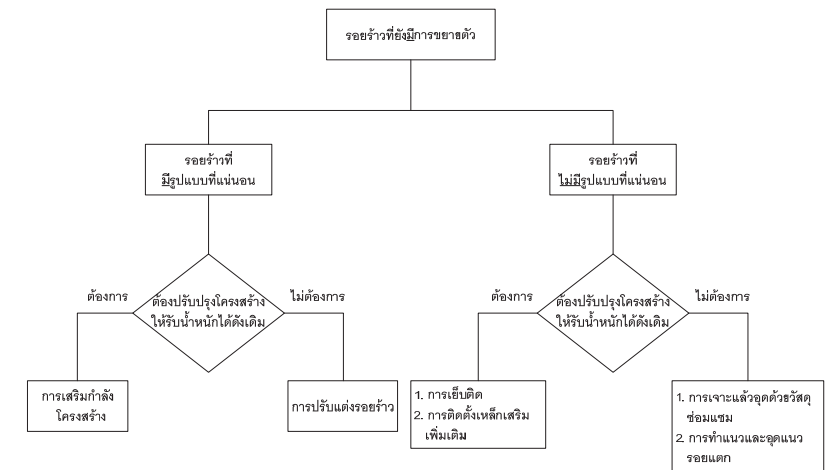 รอยร้าวที่ยังมีการขยายตัว
รอยร้าวที่
มีรูปแบบที่แน่นอน
รอยร้าวที่
ไม่มีรูปแบบที่แน่นอน
ต้องการ
ต้องปรับปรุงโครงสร้าง
ให้รับน้ำหนักได้ดังเดิม
ไม่ต้องการ
ต้องการ
ต้องปรับปรุงโครงสร้าง
ให้รับน้ำหนักได้ดังเดิม
ไม่ต้องการ
การเสริมกำลัง
โครงสร้าง
การปรับแต่งรอยร้าว
1. การเย็บติด
2. การติดตั้งเหล็กเสริม
เพิ่มเติม
1. การเจาะแล้วอุดด้วยวัสดุ
ซ่อมแซม
2. การทำแนวและอุดแนว
รอยแตก